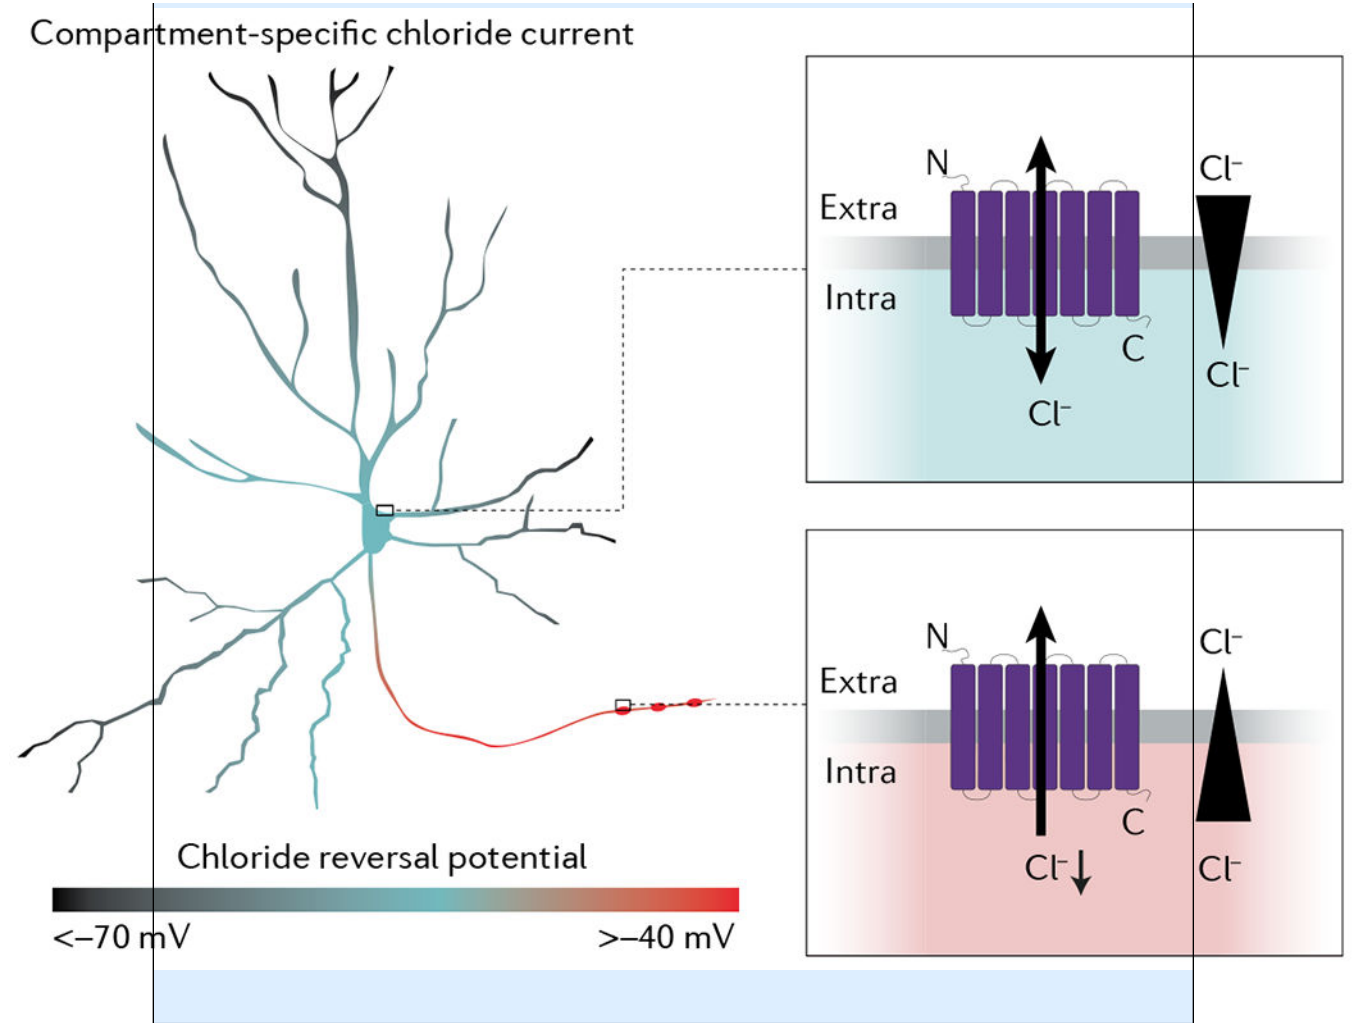 Compartment-specific chloride current
N
Cl⁻
Extra
Intra
C
Cl⁻
Cl⁻
N
Cl⁻
Extra
Intra
C
Cl⁻↓
Cl⁻
Chloride reversal potential
<–70 mV
>–40 mV